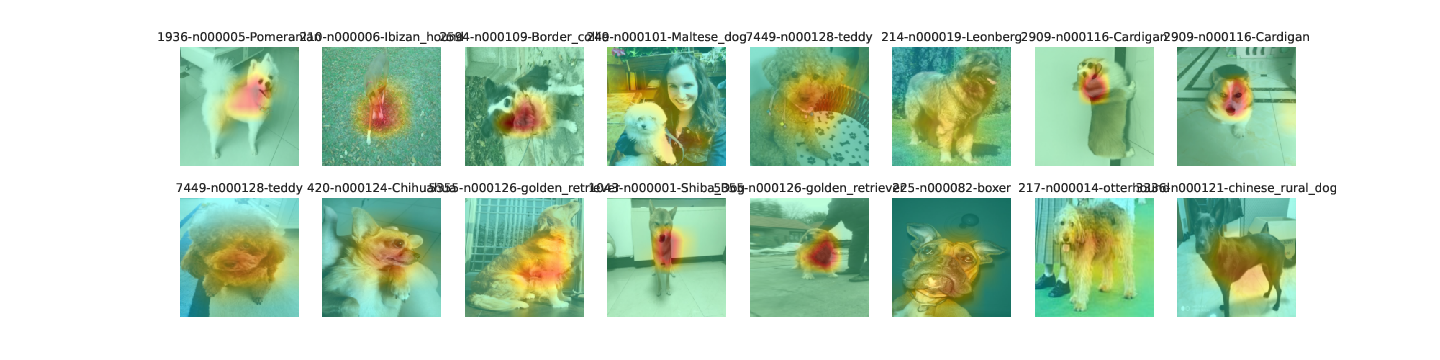 1936-n000005-Pomeranian 210-n000006-Ibizan_hound 2594-n000109-Border_collie 249-n000101-Maltese_dog 7449-n000128-teddy 214-n000019-Leonberg 2909-n000116-Cardigan 2909-n000116-Cardigan
7449-n000128-teddy 420-n000124-Chihuahua 5355-n000126-golden_retriever 1043-n000001-Shiba_Dog 5355-n000126-golden_retriever 225-n000082-boxer 217-n000014-otterhound 3336-n000121-chinese_rural_dog